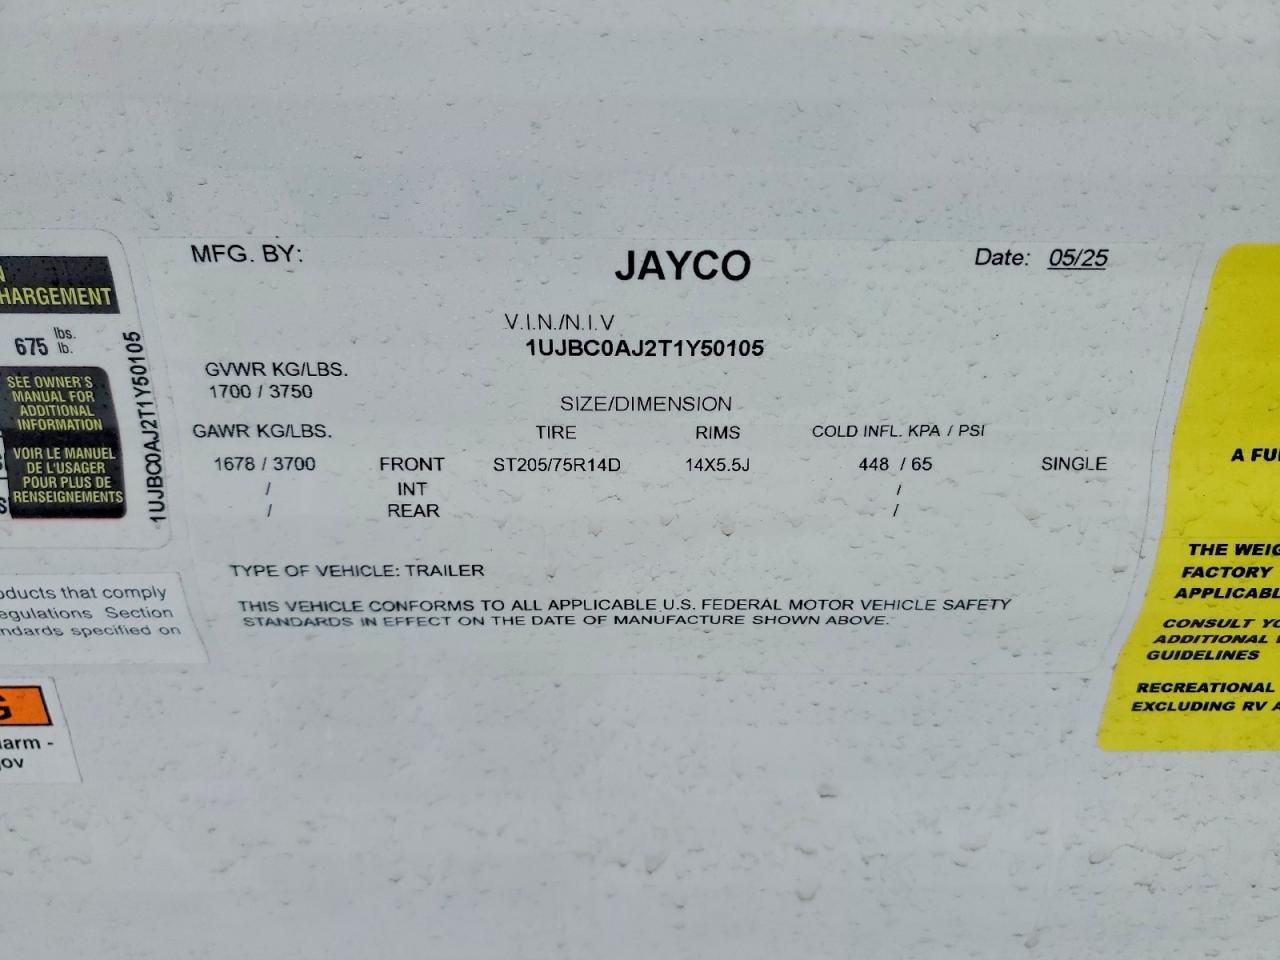 N
HARGEMENT
675 lbs. lb.
SEE OWNER'S
MANUAL FOR
ADDITIONAL
INFORMATION
VOIR LE MANUEL
DE L'USAGER
POUR PLUS DE
RENSEIGNEMENTS
1UJBC0AJ2T1Y50105
oducts that comply
egulations Section
ndards specified on
G
arm -
ov
MFG. BY: JAYCO Date: 05/25
V.I.N./N.I.V
1UJBC0AJ2T1Y50105
GVWR KG/LBS.
1700 / 3750
SIZE/DIMENSION
GAWR KG/LBS. TIRE RIMS COLD INFL. KPA / PSI
1678 / 3700 FRONT ST205/75R14D 14X5.5J 448 / 65 SINGLE
/ INT /
/ REAR /
TYPE OF VEHICLE: TRAILER
THIS VEHICLE CONFORMS TO ALL APPLICABLE U.S. FEDERAL MOTOR VEHICLE SAFETY
STANDARDS IN EFFECT ON THE DATE OF MANUFACTURE SHOWN ABOVE.
A FU
THE WEIG
FACTORY
APPLICABL
CONSULT YO
ADDITIONAL
GUIDELINES
RECREATIONAL
EXCLUDING RV A